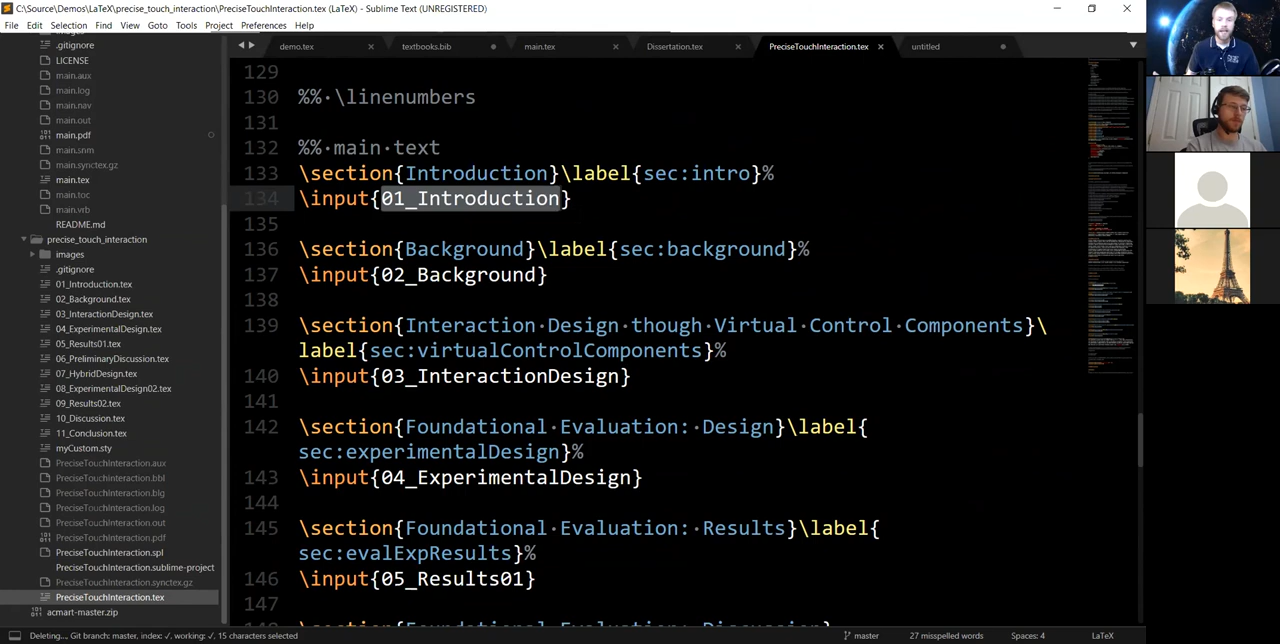 C:\Source\Demos\LaTeX\precise_touch_interaction\PreciseTouchInteraction.tex (LaTeX) - Sublime Text (UNREGISTERED)
File Edit Selection Find View Goto Tools Project Preferences Help
demo.tex textbooks.bib main.tex Dissertation.tex PreciseTouchInteraction.tex untitled
.gitignore
LICENSE
main.aux
main.log
main.nav
main.out
main.pdf
main.snm
main.synctex.gz
main.tex
main.toc
main.vrb
README.md
precise_touch_interaction
images
.gitignore
01_Introduction.tex
02_Background.tex
03_InteractionDesign.tex
04_ExperimentalDesign.tex
05_Results01.tex
06_PreliminaryDiscussion.tex
07_HybridDesign.tex
08_ExperimentalDesign02.tex
09_Results02.tex
10_Discussion.tex
11_Conclusion.tex
myCustom.sty
PreciseTouchInteraction.aux
PreciseTouchInteraction.bbl
PreciseTouchInteraction.blg
PreciseTouchInteraction.log
PreciseTouchInteraction.out
PreciseTouchInteraction.pdf
PreciseTouchInteraction.spl
PreciseTouchInteraction.sublime-project
PreciseTouchInteraction.synctex.gz
PreciseTouchInteraction.tex
acmart-master.zip
129
130 %%·\linenumbers
131
132 %%·main·text
133 \section{Introduction}\label{sec:intro}%
134 \input{01_Introduction}
135
136 \section{Background}\label{sec:background}%
137 \input{02_Background}
138
139 \section{Interaction·Design·though·Virtual·Control·Components}\
label{sec:virtualControlComponents}%
140 \input{03_InteractionDesign}
141
142 \section{Foundational·Evaluation:·Design}\label{
sec:experimentalDesign}%
143 \input{04_ExperimentalDesign}
144
145 \section{Foundational·Evaluation:·Results}\label{
sec:evalExpResults}%
146 \input{05_Results01}
147
Deleting..., Git branch: master, index: ✓, working: ✓, 15 characters selected master 27 misspelled words Spaces: 4 LaTeX